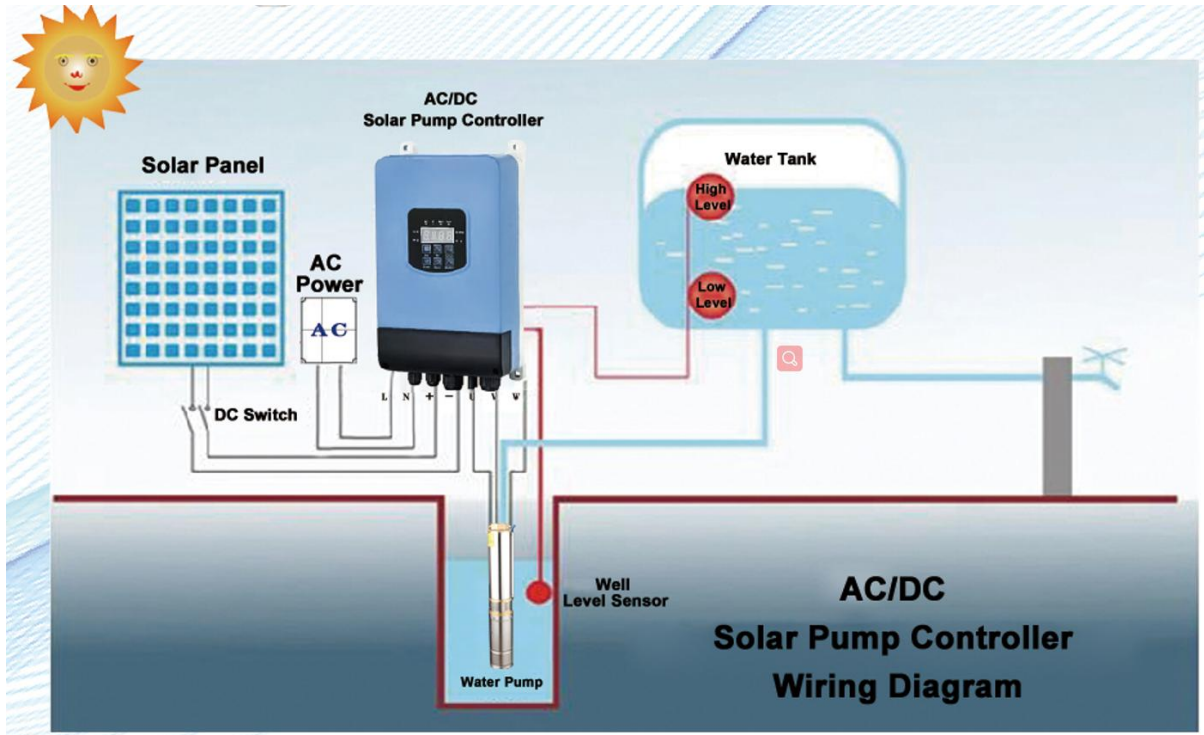 AC/DC
Solar Pump Controller
Solar Panel
Water Tank
High
Level
AC
Power
A C
Low
Level
L N + − U V W
DC Switch
Well
Level Sensor
Water Pump
AC/DC
Solar Pump Controller
Wiring Diagram